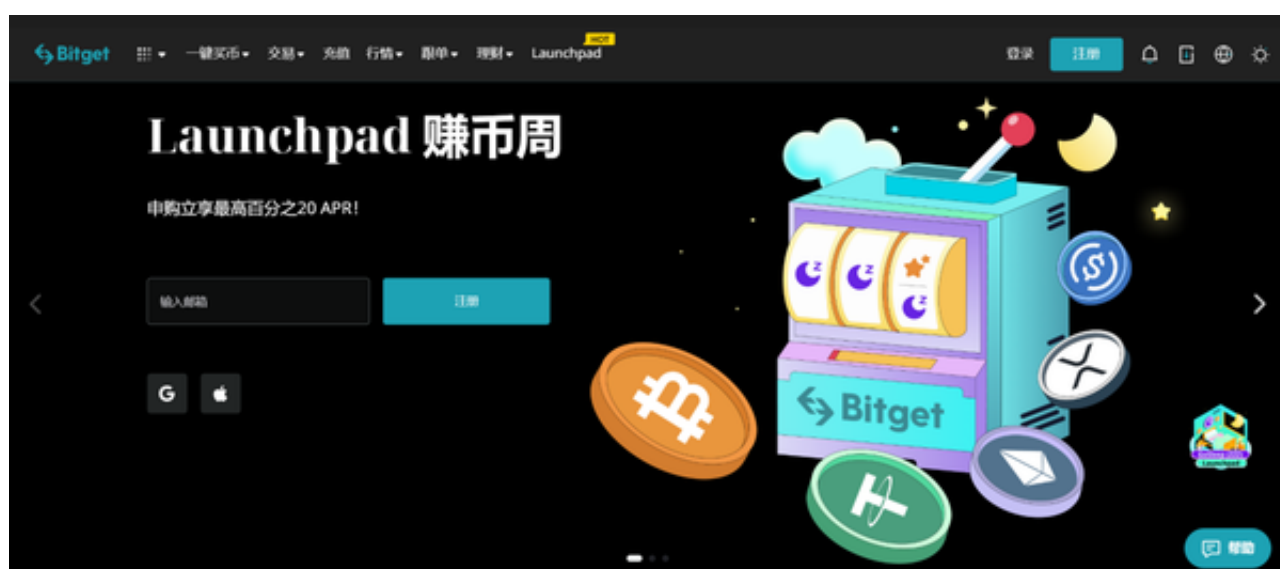 Bitget 一键买币 交易 充值 行情 跟单 理财 Launchpad HOT 登录 注册
Launchpad 赚币周
申购立享最高百分之20 APR!
输入邮箱 注册
G
Bitget
Launchpad
帮助